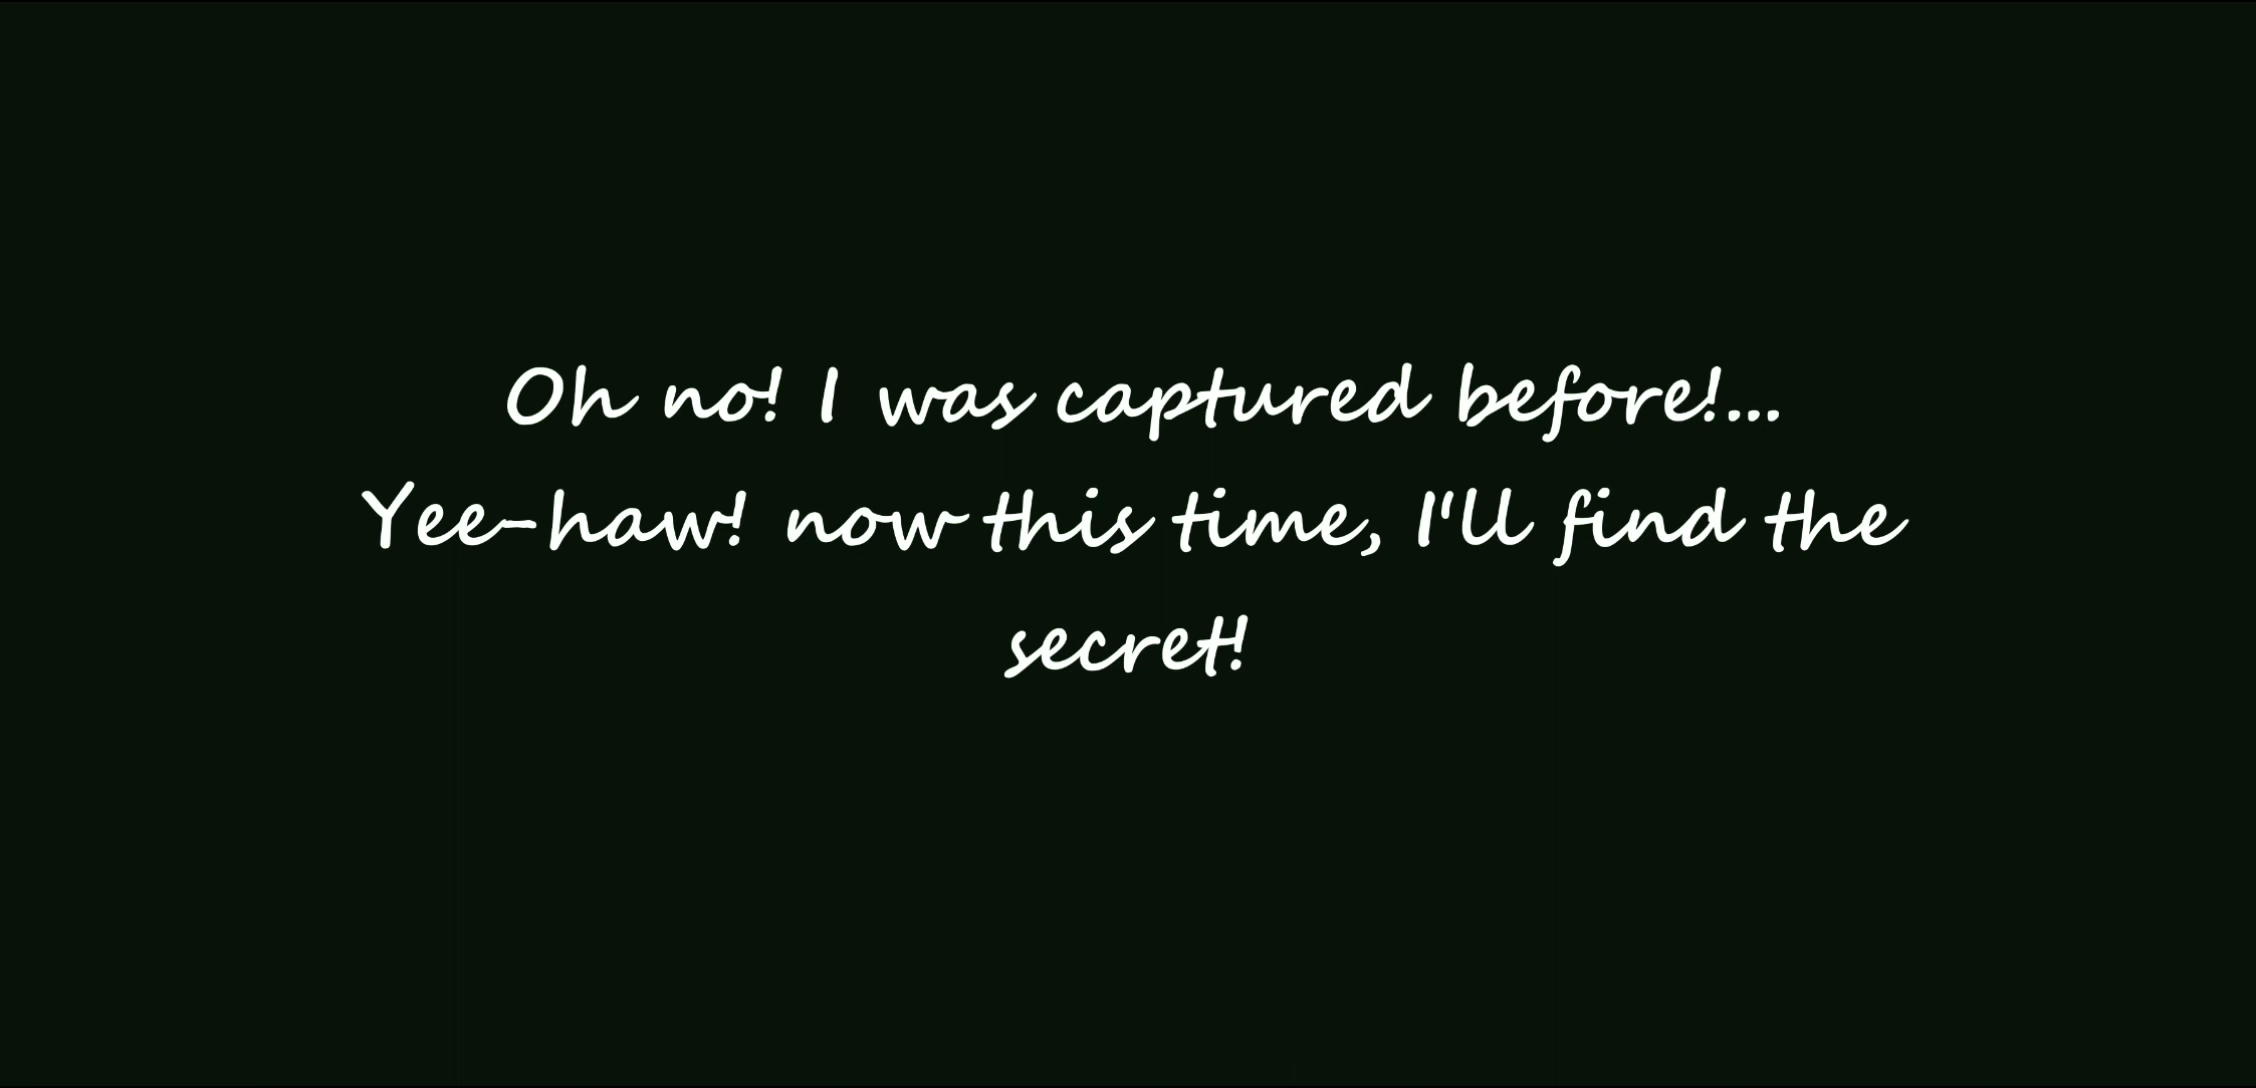 Oh no! I was captured before!...
Yee-haw! now this time, I'll find the
secret!